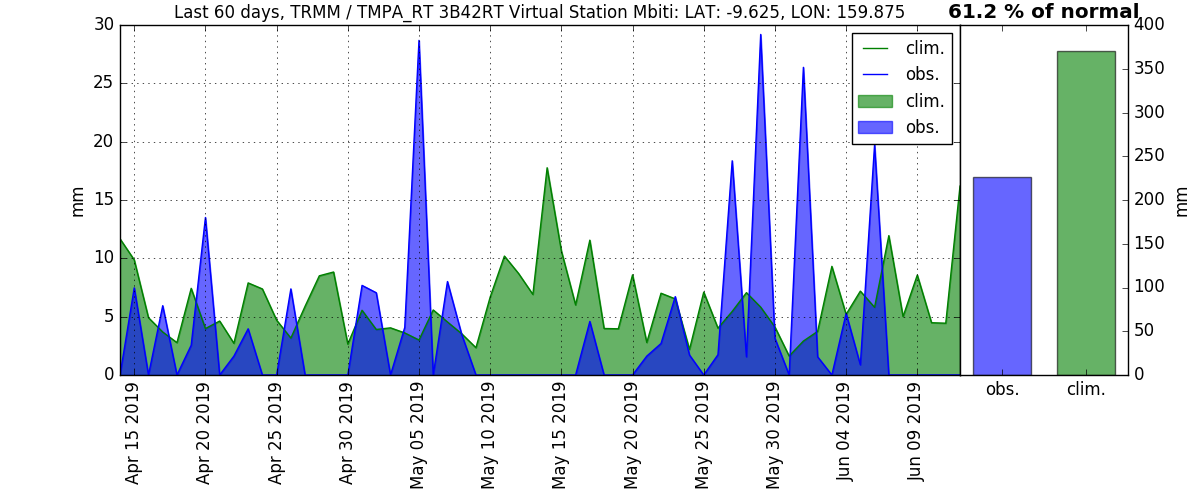 Last 60 days, TRMM / TMPA_RT 3B42RT Virtual Station Mbiti: LAT: -9.625, LON: 159.875
61.2 % of normal
30
25
20
15
10
5
0
mm
clim.
obs.
clim.
obs.
400
350
300
250
200
150
100
50
0
mm
Apr 15 2019
Apr 20 2019
Apr 25 2019
Apr 30 2019
May 05 2019
May 10 2019
May 15 2019
May 20 2019
May 25 2019
May 30 2019
Jun 04 2019
Jun 09 2019
obs.
clim.